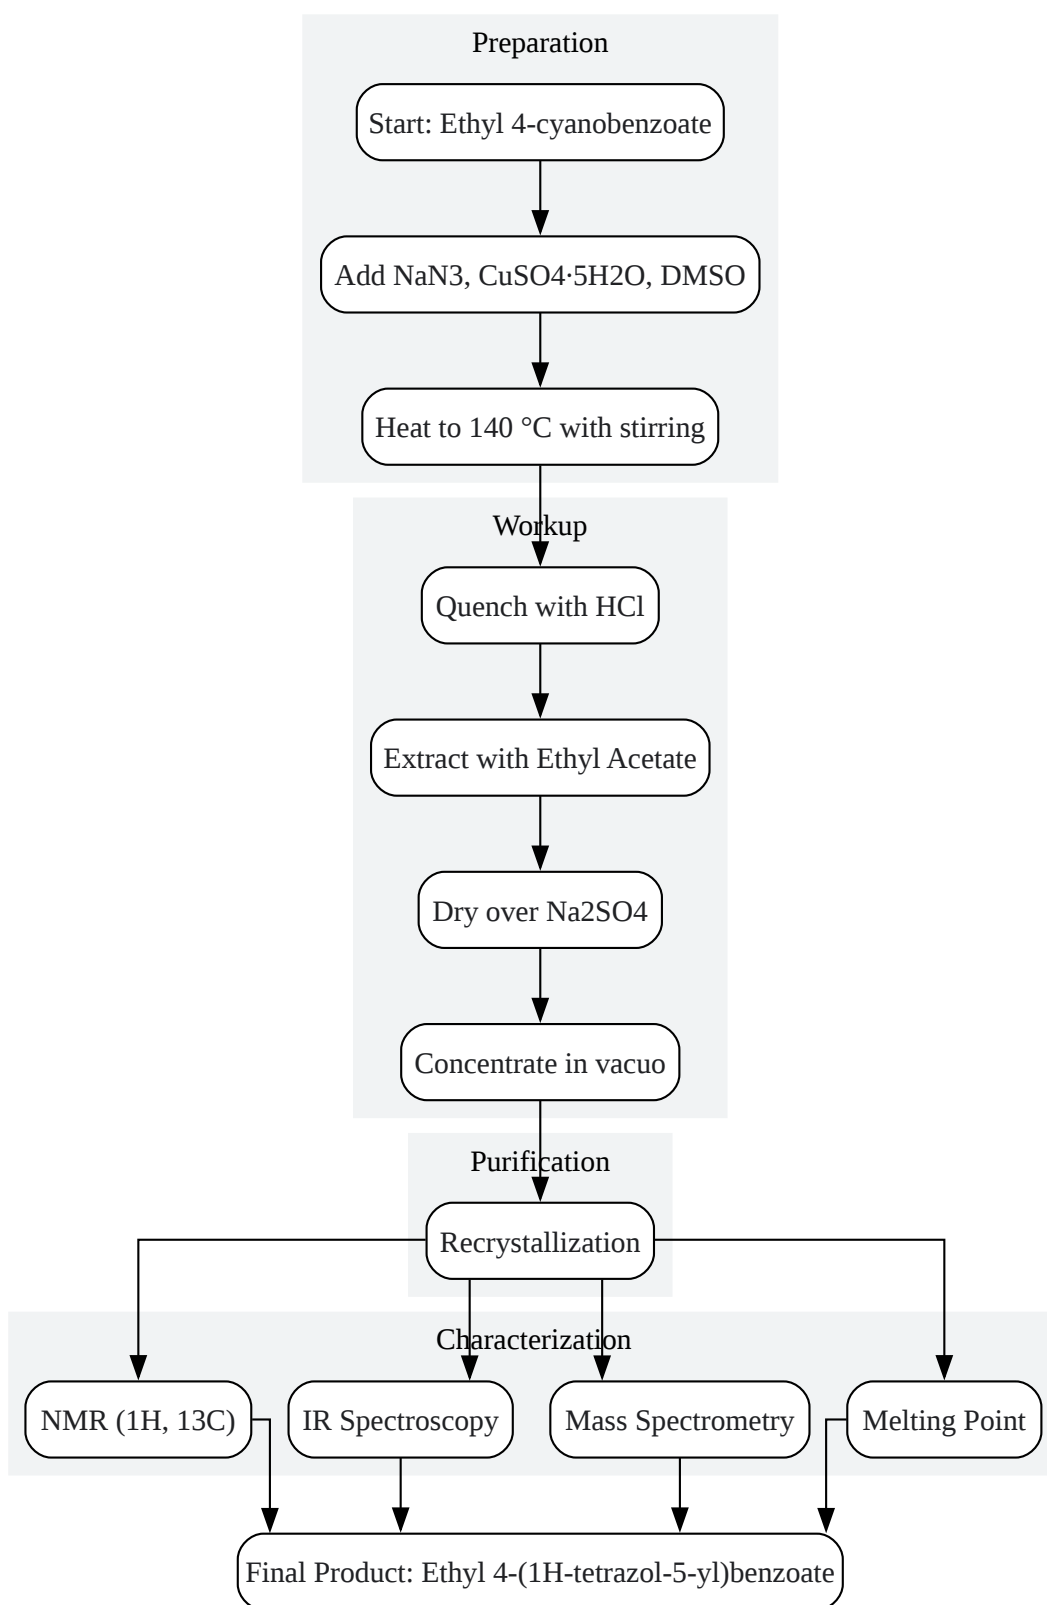 Preparation
Start: Ethyl 4-cyanobenzoate
Add NaN3, CuSO4·5H2O, DMSO
Heat to 140 °C with stirring
Workup
Quench with HCl
Extract with Ethyl Acetate
Dry over Na2SO4
Concentrate in vacuo
Purification
Recrystallization
Characterization
NMR (1H, 13C)
IR Spectroscopy
Mass Spectrometry
Melting Point
Final Product: Ethyl 4-(1H-tetrazol-5-yl)benzoate